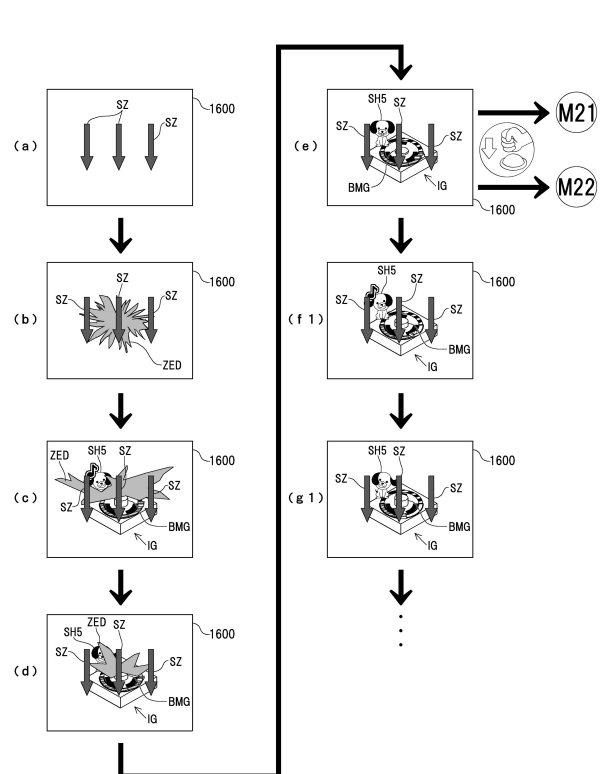 (a)
SZ
SZ
1600
(b)
SZ
SZ
SZ
ZED
1600
(c)
ZED
SH5
SZ
SZ
SZ
BMG
IG
1600
(d)
SH5
ZED
SZ
SZ
SZ
BMG
IG
1600
(e)
SH5
SZ
SZ
SZ
BMG
IG
1600
M21
M22
(f1)
SH5
SZ
SZ
SZ
BMG
IG
1600
(g1)
SH5
SZ
SZ
SZ
BMG
IG
1600